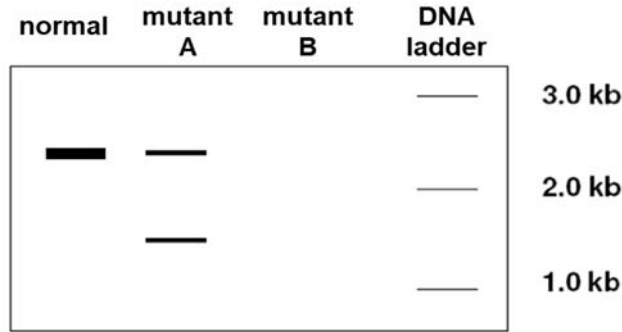 normal
mutant
A
mutant
B
DNA
ladder
3.0 kb
2.0 kb
1.0 kb